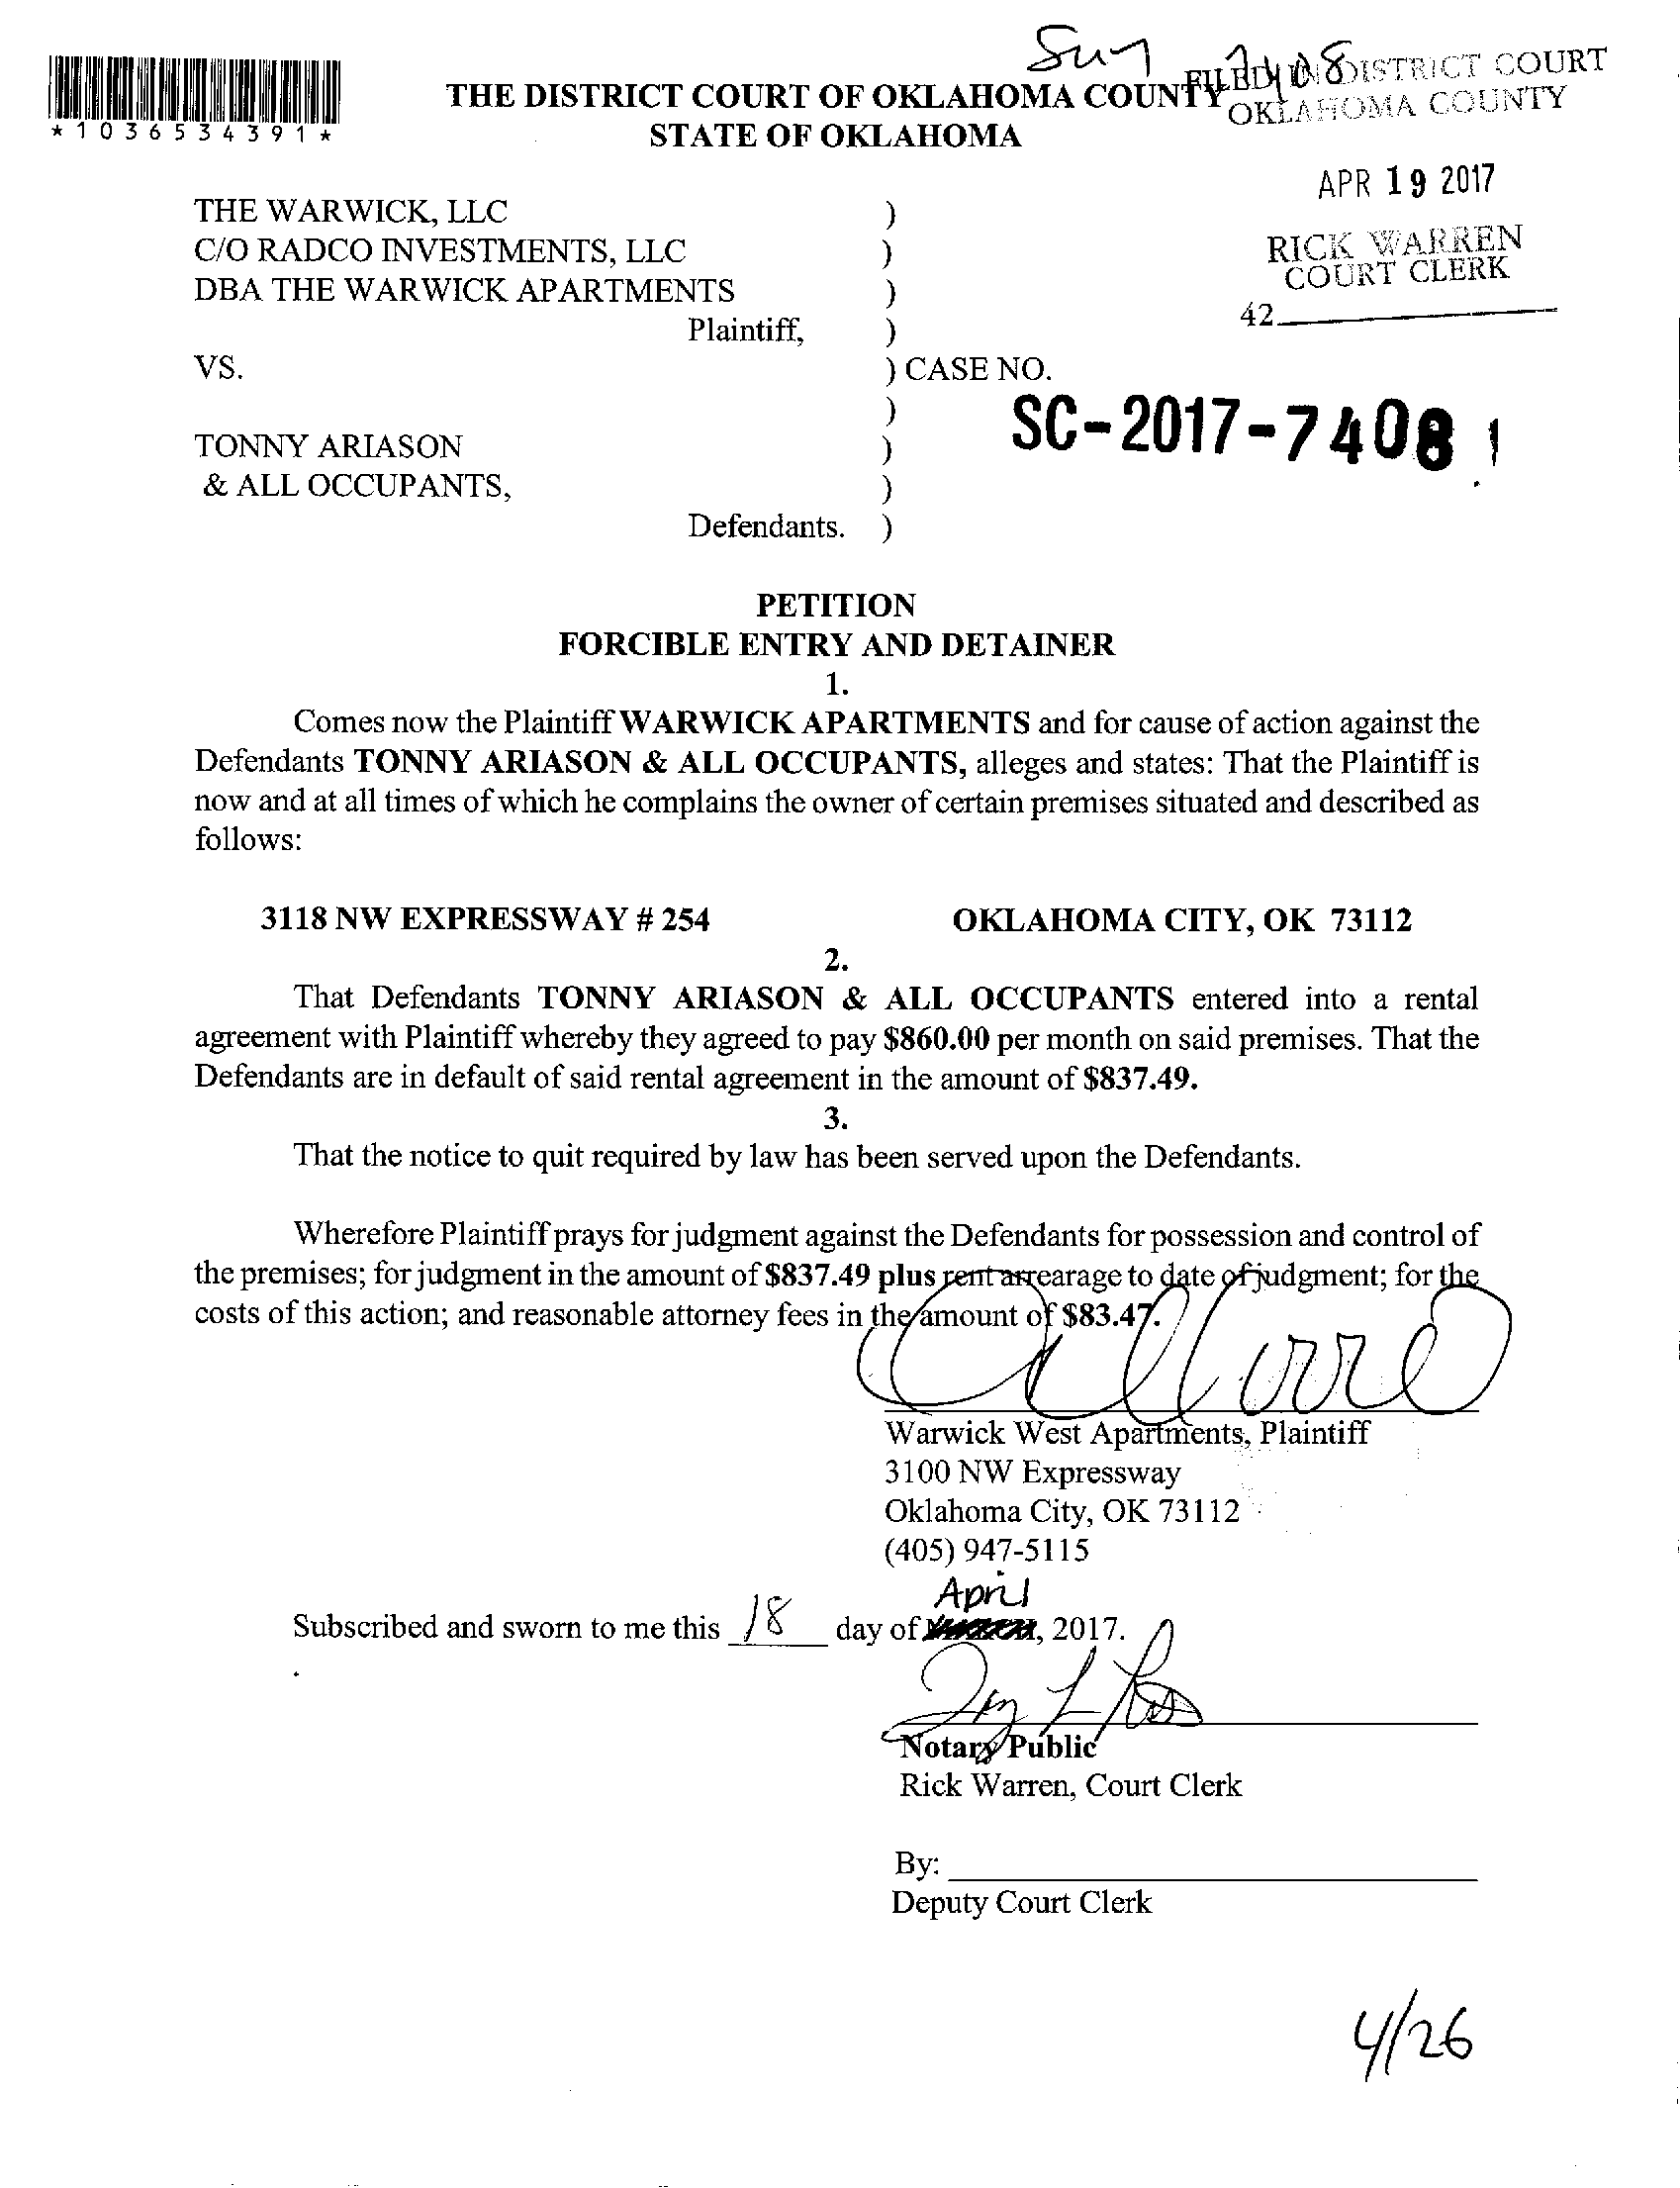 *1036534391*
THE DISTRICT COURT OF OKLAHOMA COUNTY
STATE OF OKLAHOMA
FILED IN DISTRICT COURT
OKLAHOMA COUNTY
APR 19 2017
RICK WARREN
COURT CLERK
42
THE WARWICK, LLC )
C/O RADCO INVESTMENTS, LLC )
DBA THE WARWICK APARTMENTS )
Plaintiff, )
VS. ) CASE NO.
) SC-2017-7408
TONNY ARIASON )
& ALL OCCUPANTS, )
Defendants. )
PETITION
FORCIBLE ENTRY AND DETAINER
1.
Comes now the Plaintiff WARWICK APARTMENTS and for cause of action against the
Defendants TONNY ARIASON & ALL OCCUPANTS, alleges and states: That the Plaintiff is
now and at all times of which he complains the owner of certain premises situated and described as
follows:
3118 NW EXPRESSWAY # 254 OKLAHOMA CITY, OK 73112
2.
That Defendants TONNY ARIASON & ALL OCCUPANTS entered into a rental
agreement with Plaintiff whereby they agreed to pay $860.00 per month on said premises. That the
Defendants are in default of said rental agreement in the amount of $837.49.
3.
That the notice to quit required by law has been served upon the Defendants.
Wherefore Plaintiff prays for judgment against the Defendants for possession and control of
the premises; for judgment in the amount of $837.49 plus rent arrearage to date of judgment; for the
costs of this action; and reasonable attorney fees in the amount of $83.47.
Warwick West Apartments, Plaintiff
3100 NW Expressway
Oklahoma City, OK 73112
(405) 947-5115
April
Subscribed and sworn to me this 18 day of , 2017.
Notary Public
Rick Warren, Court Clerk
By:
Deputy Court Clerk
4/26